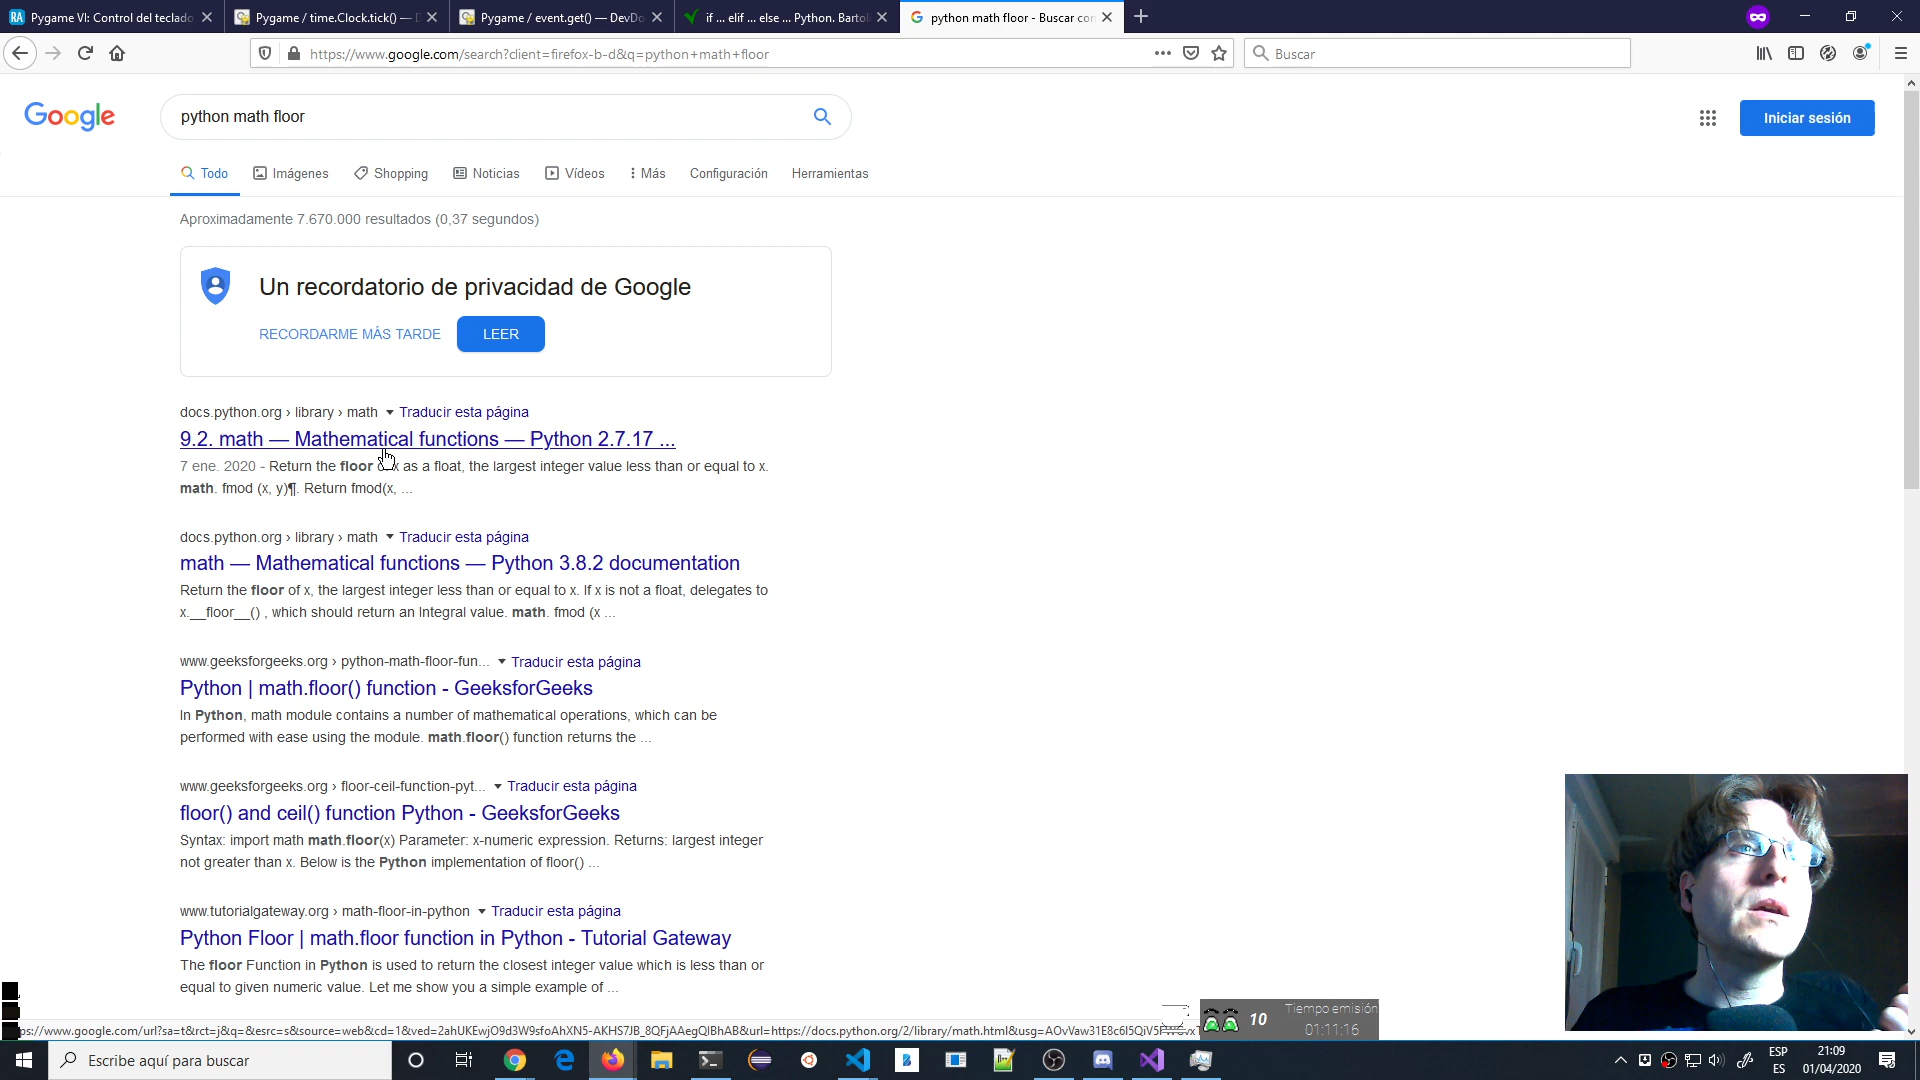 Pygame VI: Control del teclado
Pygame / time.Clock.tick() —
Pygame / event.get() — DevDo
if ... elif ... else ... Python. Bartol
python math floor - Buscar con
https://www.google.com/search?client=firefox-b-d&q=python+math+floor
Buscar
Google
python math floor
Iniciar sesión
Todo
Imágenes
Shopping
Noticias
Vídeos
Más
Configuración
Herramientas
Aproximadamente 7.670.000 resultados (0,37 segundos)
Un recordatorio de privacidad de Google
RECORDARME MÁS TARDE
LEER
docs.python.org › library › math ▾ Traducir esta página
9.2. math — Mathematical functions — Python 2.7.17 ...
7 ene. 2020 - Return the floor x as a float, the largest integer value less than or equal to x.
math. fmod (x, y)¶. Return fmod(x, ...
docs.python.org › library › math ▾ Traducir esta página
math — Mathematical functions — Python 3.8.2 documentation
Return the floor of x, the largest integer less than or equal to x. If x is not a float, delegates to
x.__floor__() , which should return an Integral value. math. fmod (x ...
www.geeksforgeeks.org › python-math-floor-fun... ▾ Traducir esta página
Python | math.floor() function - GeeksforGeeks
In Python, math module contains a number of mathematical operations, which can be
performed with ease using the module. math.floor() function returns the ...
www.geeksforgeeks.org › floor-ceil-function-pyt... ▾ Traducir esta página
floor() and ceil() function Python - GeeksforGeeks
Syntax: import math math.floor(x) Parameter: x-numeric expression. Returns: largest integer
not greater than x. Below is the Python implementation of floor() ...
www.tutorialgateway.org › math-floor-in-python ▾ Traducir esta página
Python Floor | math.floor function in Python - Tutorial Gateway
The floor Function in Python is used to return the closest integer value which is less than or
equal to given numeric value. Let me show you a simple example of ...
10
Tiempo emisión
01:11:16
Escribe aquí para buscar
ESP
ES
21:09
01/04/2020